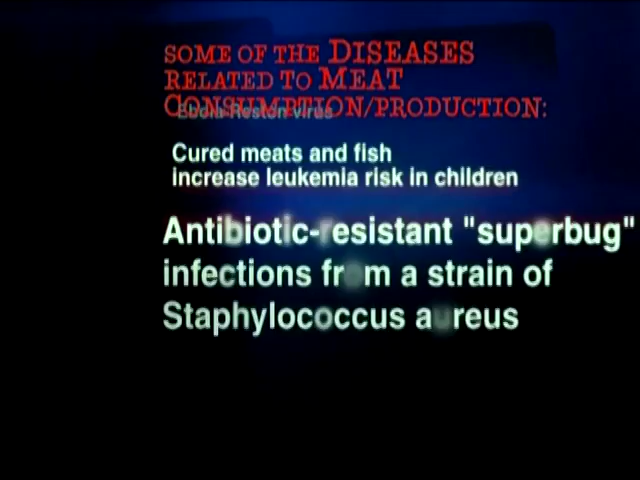 SOME OF THE DISEASES
RELATED TO MEAT
CONSUMPTION/PRODUCTION:
Ebola Reston virus
Cured meats and fish
increase leukemia risk in children
Antibiotic-resistant "superbug"
infections from a strain of
Staphylococcus aureus